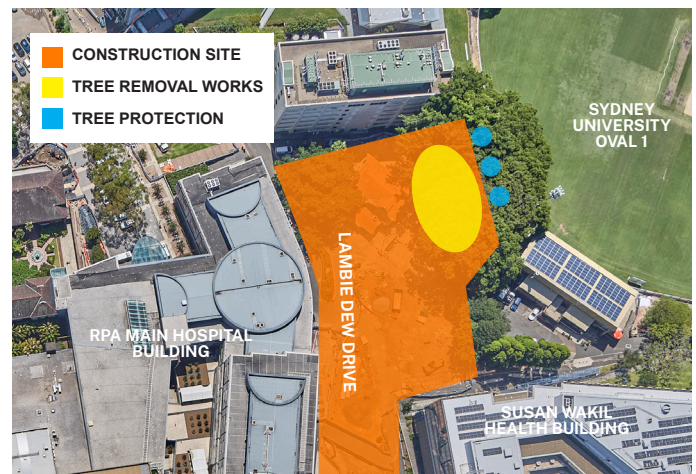 CONSTRUCTION SITE
TREE REMOVAL WORKS
TREE PROTECTION
SYDNEY
UNIVERSITY
OVAL 1
LAMBIE DEW DRIVE
RPA MAIN HOSPITAL
BUILDING
SUSAN WAKIL
HEALTH BUILDING